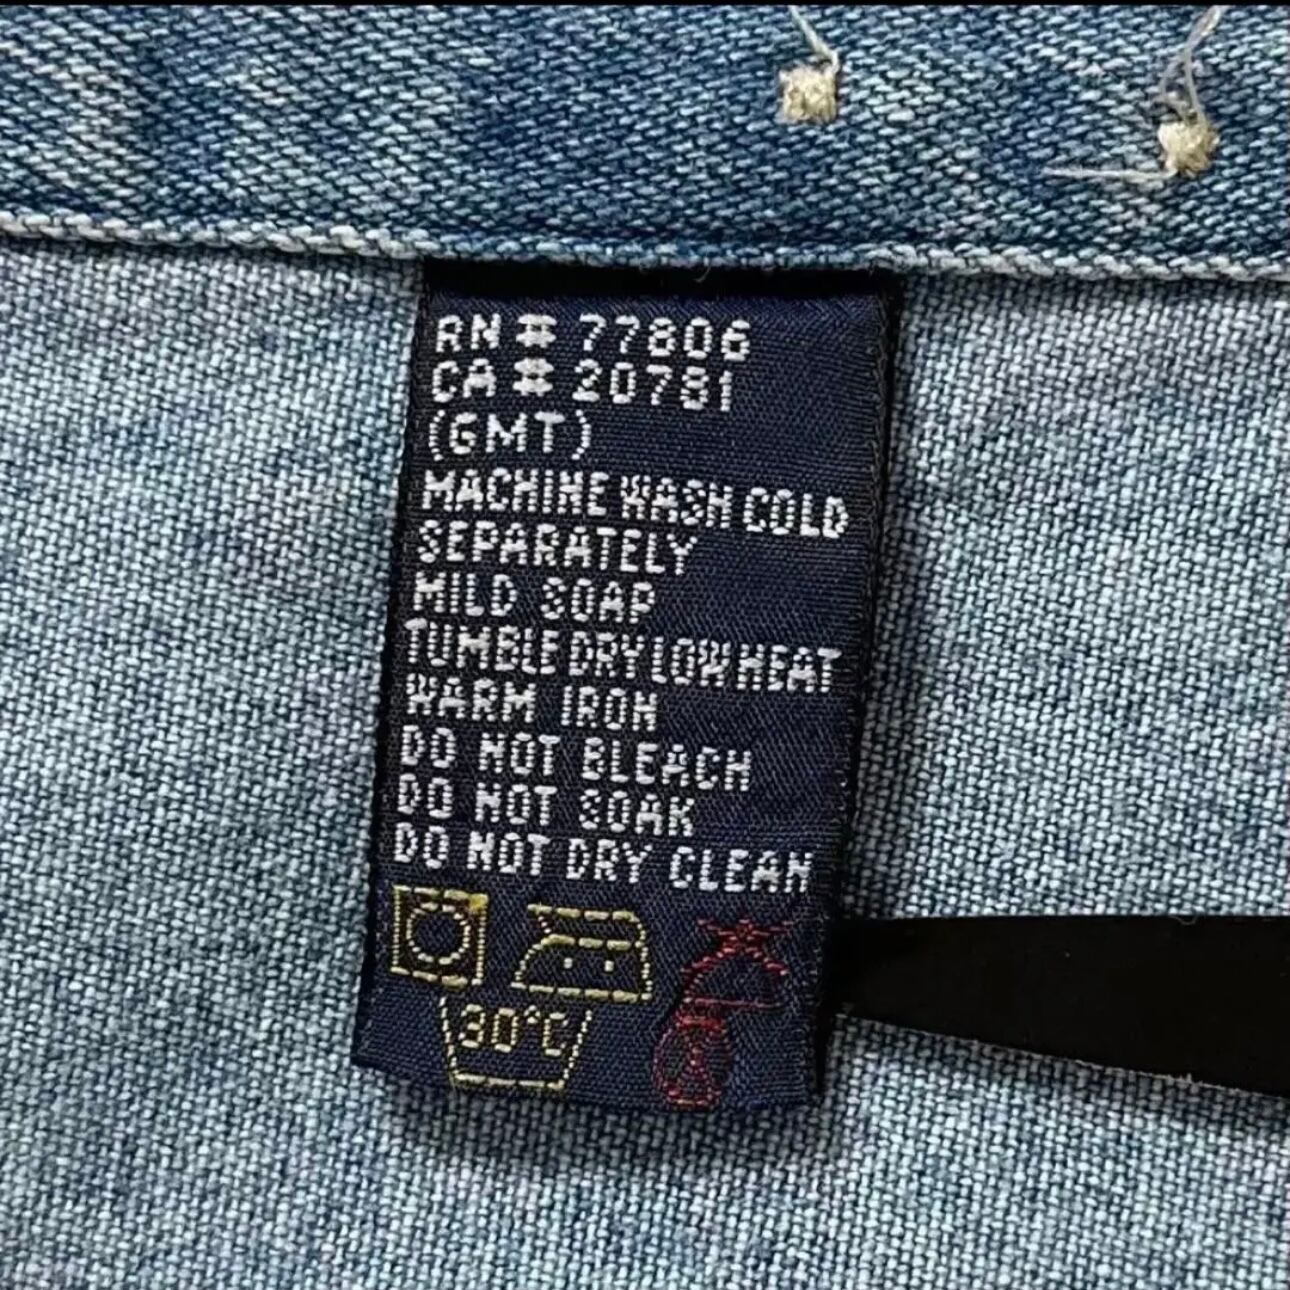 RN # 77806
CA # 20781
(GMT)
MACHINE WASH COLD
SEPARATELY
MILD SOAP
TUMBLE DRY LOW HEAT
WARM IRON
DO NOT BLEACH
DO NOT SOAK
DO NOT DRY CLEAN
30°C